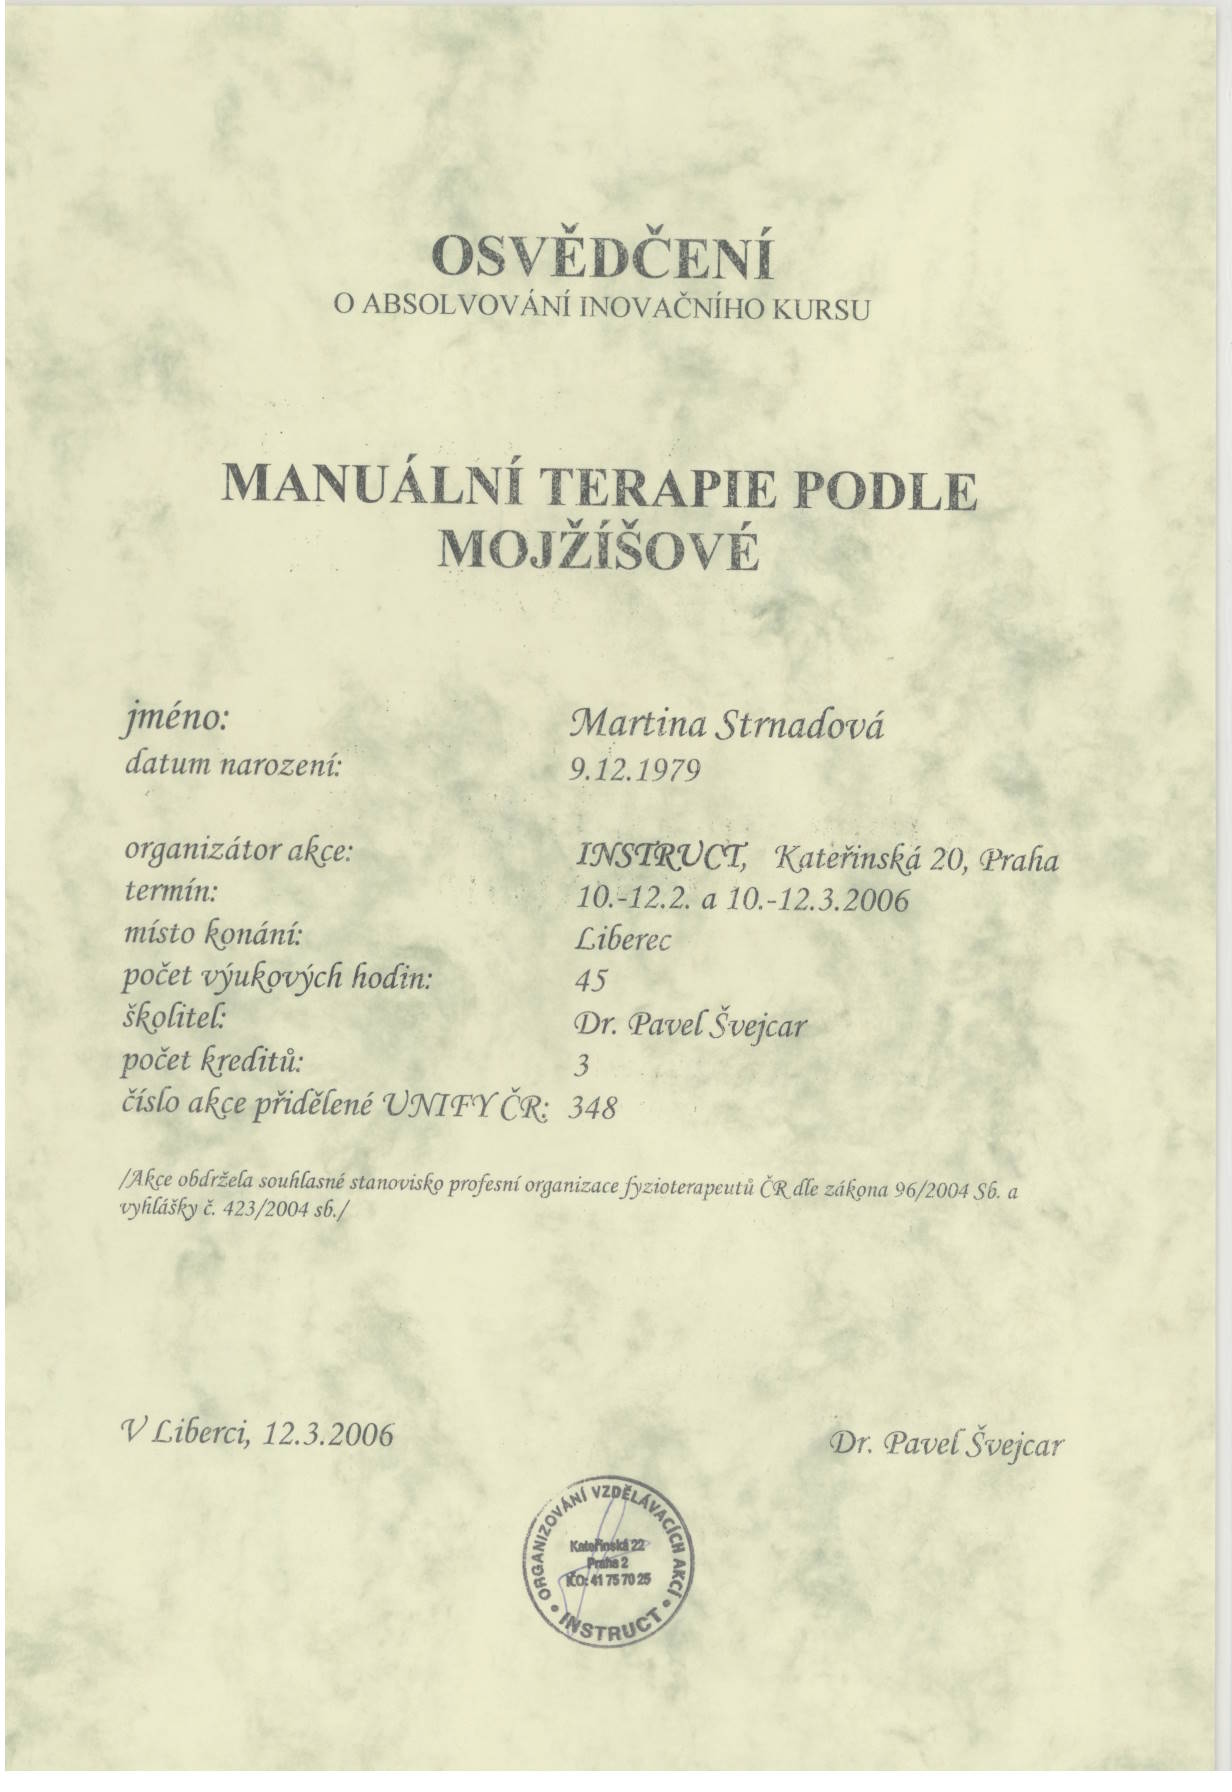 OSVĚDČENÍ
O ABSOLVOVÁNÍ INOVAČNÍHO KURSU
MANUÁLNÍ TERAPIE PODLE
MOJŽÍŠOVÉ
jméno: Martina Strnadová
datum narození: 9.12.1979
organizátor akce: INSTRUCT, Kateřinská 20, Praha
termín: 10.-12.2. a 10.-12.3.2006
místo konání: Liberec
počet výukových hodin: 45
školitel: Dr. Pavel Švejcar
počet kreditů: 3
číslo akce přidělené UNIFY ČR: 348
/Akce obdržela souhlasné stanovisko profesní organizace fyzioterapeutů ČR dle zákona 96/2004 Sb. a
vyhlášky č. 423/2004 sb./
V Liberci, 12.3.2006
Dr. Pavel Švejcar
ORGANIZOVÁNÍ VZDĚLÁVACÍCH AKCÍ
Kateřinská 22
Praha 2
IČO: 41 75 70 25
• INSTRUCT •